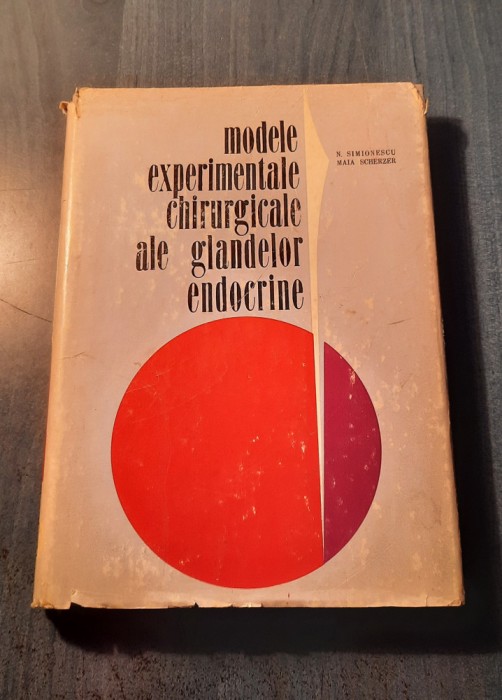 modele
experimentale
chirurgicale
ale glandelor
endocrine
N. SIMIONESCU
MAIA SCHERZER